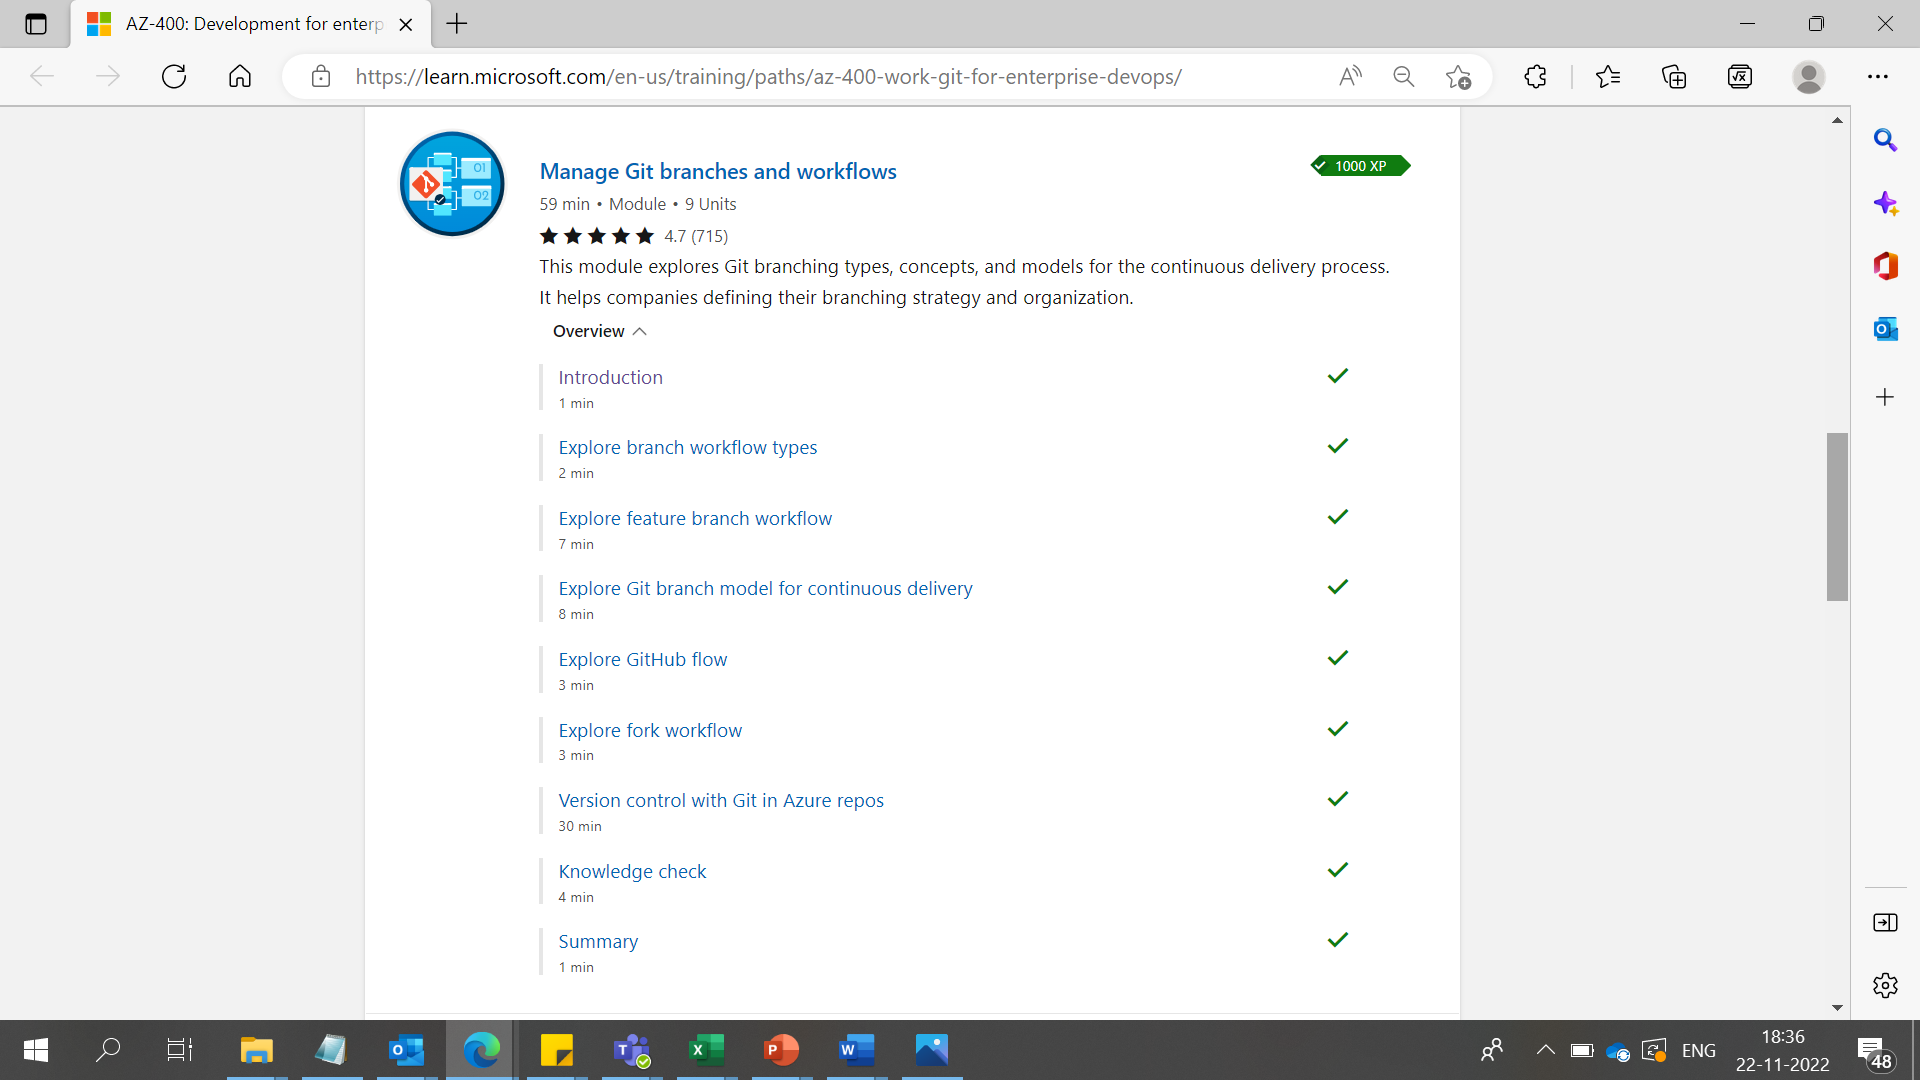 AZ-400: Development for enterp
https://learn.microsoft.com/en-us/training/paths/az-400-work-git-for-enterprise-devops/
01
02
Manage Git branches and workflows
1000 XP
59 min • Module • 9 Units
4.7 (715)
This module explores Git branching types, concepts, and models for the continuous delivery process.
It helps companies defining their branching strategy and organization.
Overview
Introduction
1 min
Explore branch workflow types
2 min
Explore feature branch workflow
7 min
Explore Git branch model for continuous delivery
8 min
Explore GitHub flow
3 min
Explore fork workflow
3 min
Version control with Git in Azure repos
30 min
Knowledge check
4 min
Summary
1 min
ENG
18:36
22-11-2022
48